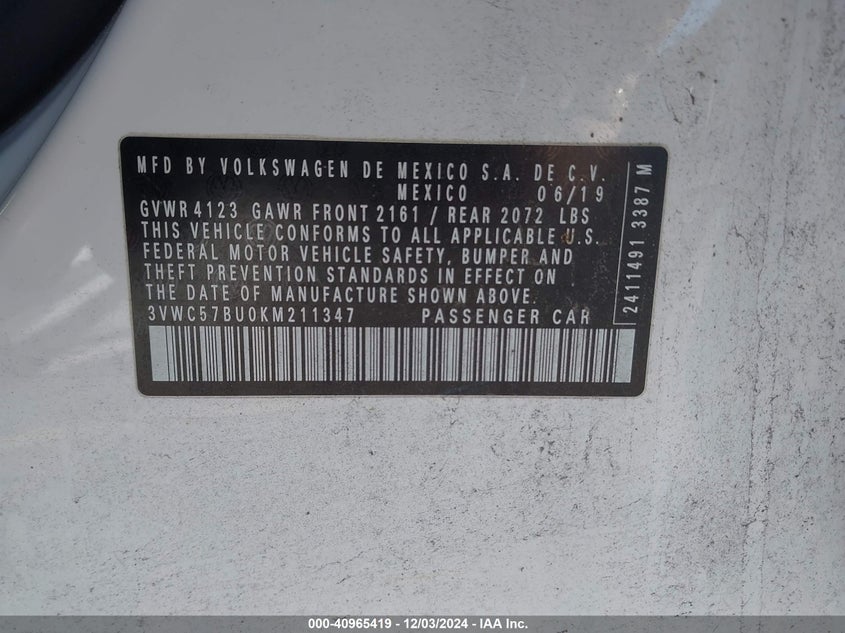 MFD BY VOLKSWAGEN DE MEXICO S.A. DE C.V.
MEXICO 06/19
GVWR 4123 GAWR FRONT 2161 / REAR 2072 LBS
THIS VEHICLE CONFORMS TO ALL APPLICABLE U.S.
FEDERAL MOTOR VEHICLE SAFETY, BUMPER AND
THEFT PREVENTION STANDARDS IN EFFECT ON
THE DATE OF MANUFACTURE SHOWN ABOVE.
3VWC57BU0KM211347 PASSENGER CAR
2411491 3387 M
000-40965419 - 12/03/2024 - IAA Inc.